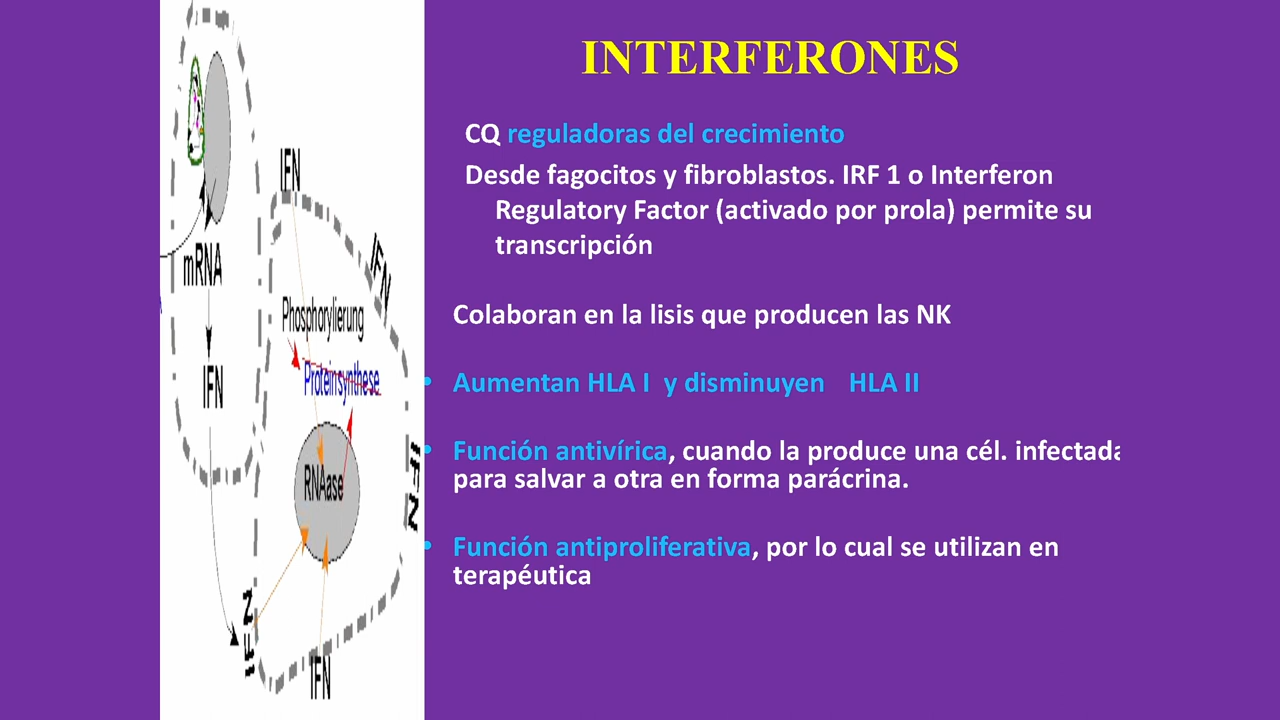 INTERFERONES
CQ reguladoras del crecimiento
Desde fagocitos y fibroblastos. IRF 1 o Interferon
Regulatory Factor (activado por prola) permite su
transcripción
Colaboran en la lisis que producen las NK
• Aumentan HLA I y disminuyen HLA II
• Función antivírica, cuando la produce una cél. infectada
para salvar a otra en forma parácrina.
• Función antiproliferativa, por lo cual se utilizan en
terapéutica
IFN
mRNA
IFN
Phosphorylierung
Proteinsynthese
IFN
RNAase
IFN
IFN
IFN